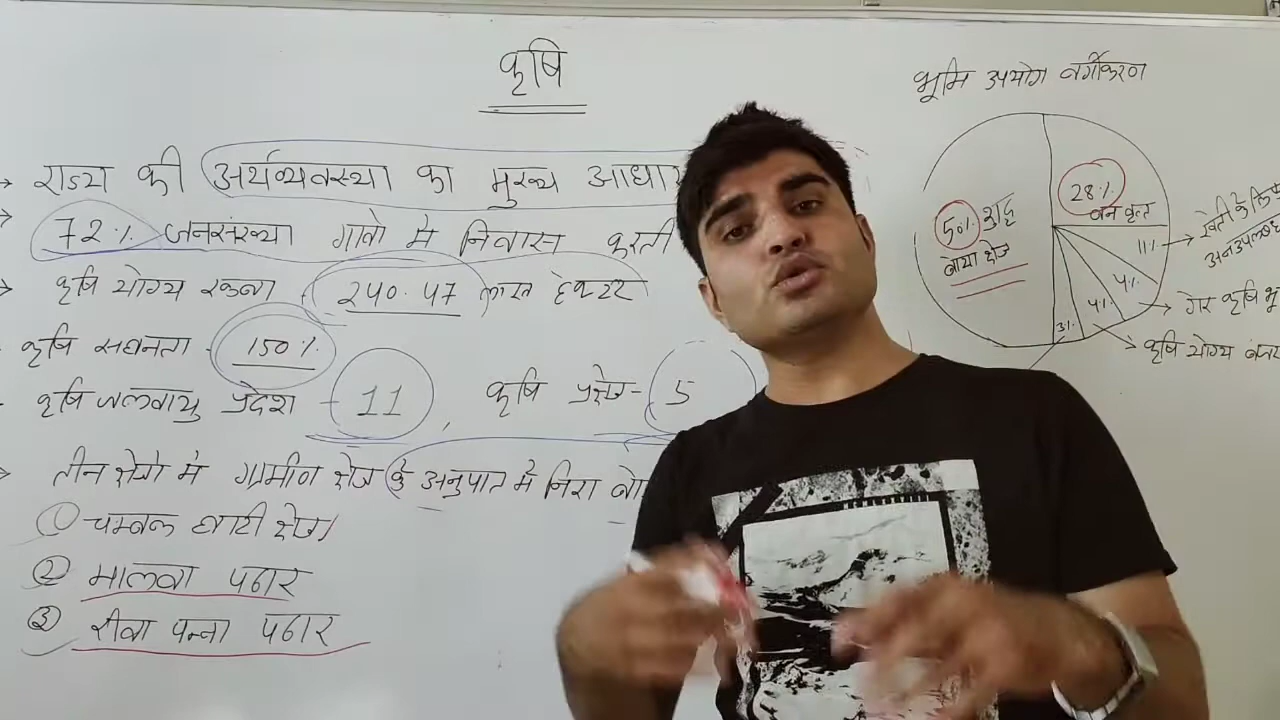 कृषि
राज्य की अर्थव्यवस्था का मुख्य आधा
72% जनसंख्या गावो मे निवास करती
कृषि योग्य रकबा 240.47 लाख हेक्टर
कृषि सघनता - 150%
कृषि जलवायु प्रदेश - 11, कृषि प्रक्षेत्र - 5
तीन क्षेत्रो मे ग्रामीण क्षेत्र के अनुपात मे निरा बो
① चम्बल घाटी क्षेत्र
② मालवा पठार
③ रीवा पन्ना पठार
भूमि उपयोग वर्गीकरण
28% वन वृत
50% शुद्ध बोया क्षेत्र
11%
खेती के लिए अनउपलब्ध
4%
गैर कृषि भू
4%
कृषि योग्य बंजर
3%